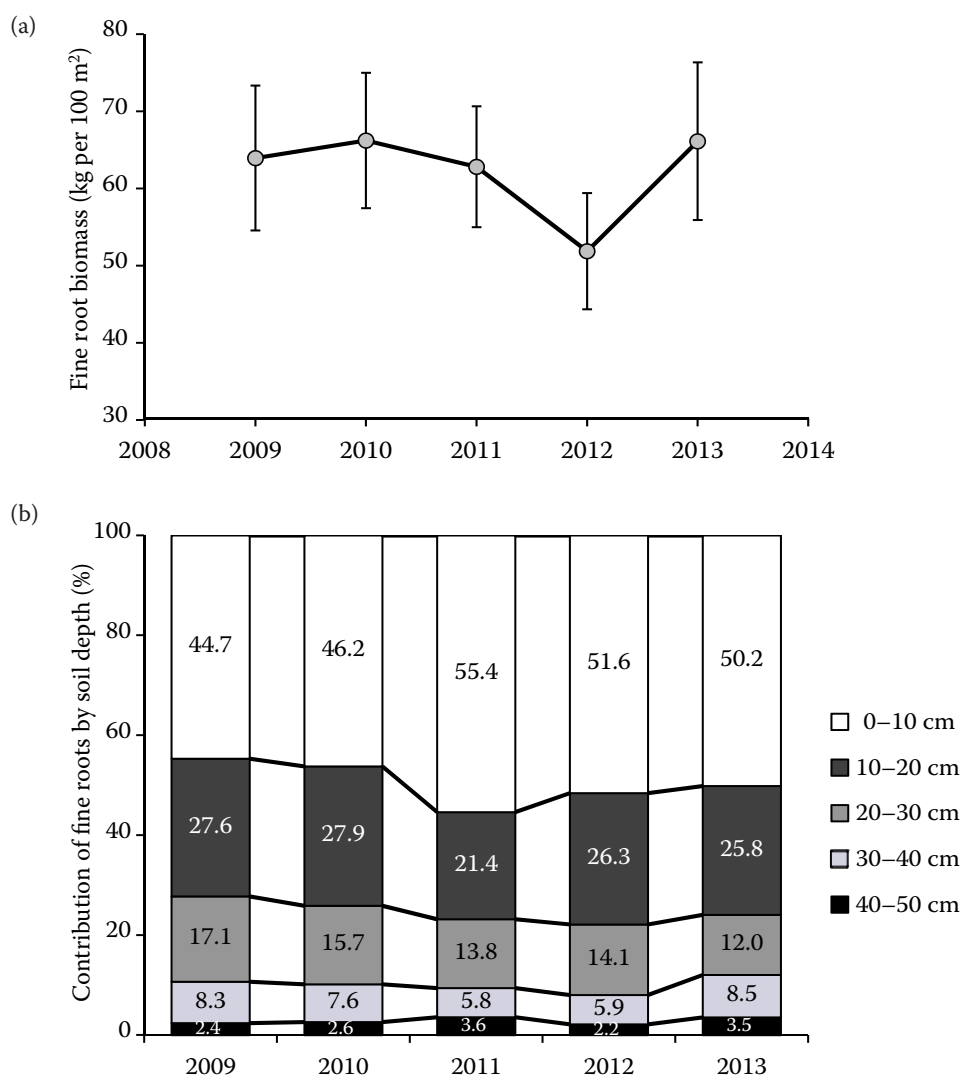 (a)
Fine root biomass (kg per 100 m²)
80
70
60
50
40
30
2008 2009 2010 2011 2012 2013 2014
(b)
Contribution of fine roots by soil depth (%)
100
80
60
40
20
0
44.7 46.2 55.4 51.6 50.2
27.6 27.9 21.4 26.3 25.8
17.1 15.7 13.8 14.1 12.0
8.3 7.6 5.8 5.9 8.5
2.4 2.6 3.6 2.2 3.5
2009 2010 2011 2012 2013
0–10 cm
10–20 cm
20–30 cm
30–40 cm
40–50 cm